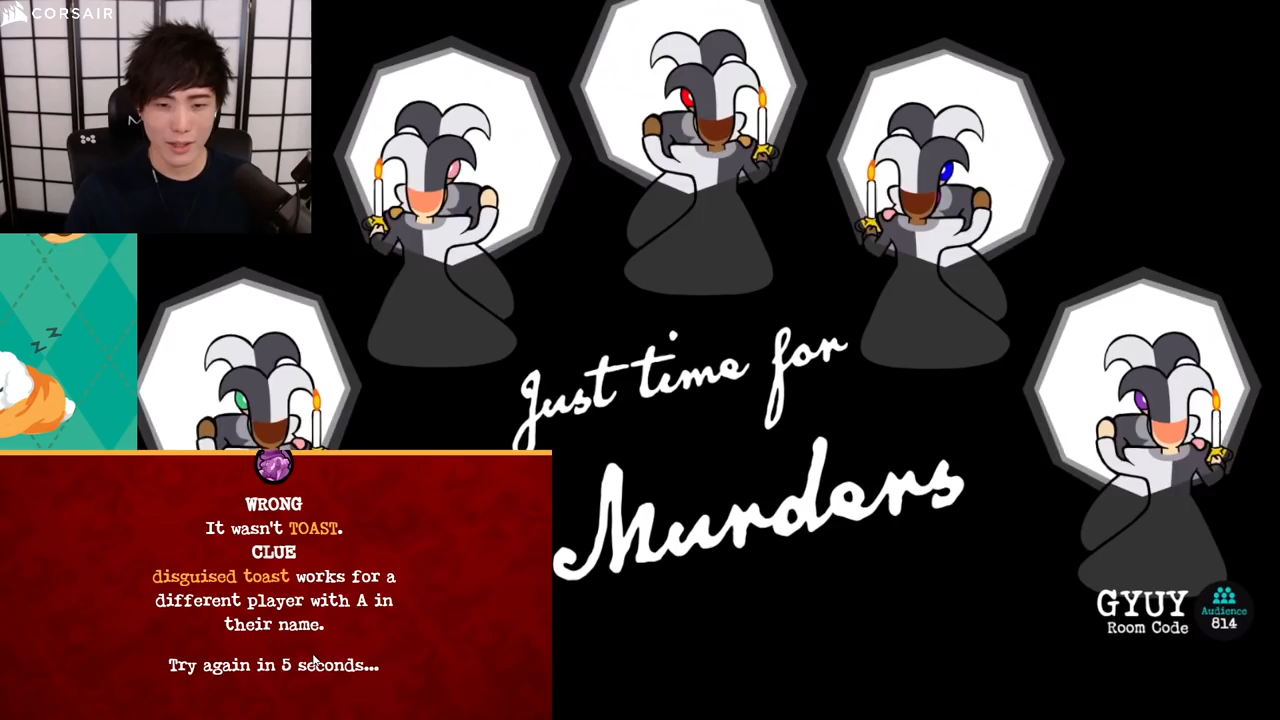 CORSAIR
Just time for
Murders
WRONG
It wasn't TOAST.
CLUE
disguised toast works for a
different player with A in
their name.
Try again in 5 seconds...
GYUY
Room Code
Audience
814
zz